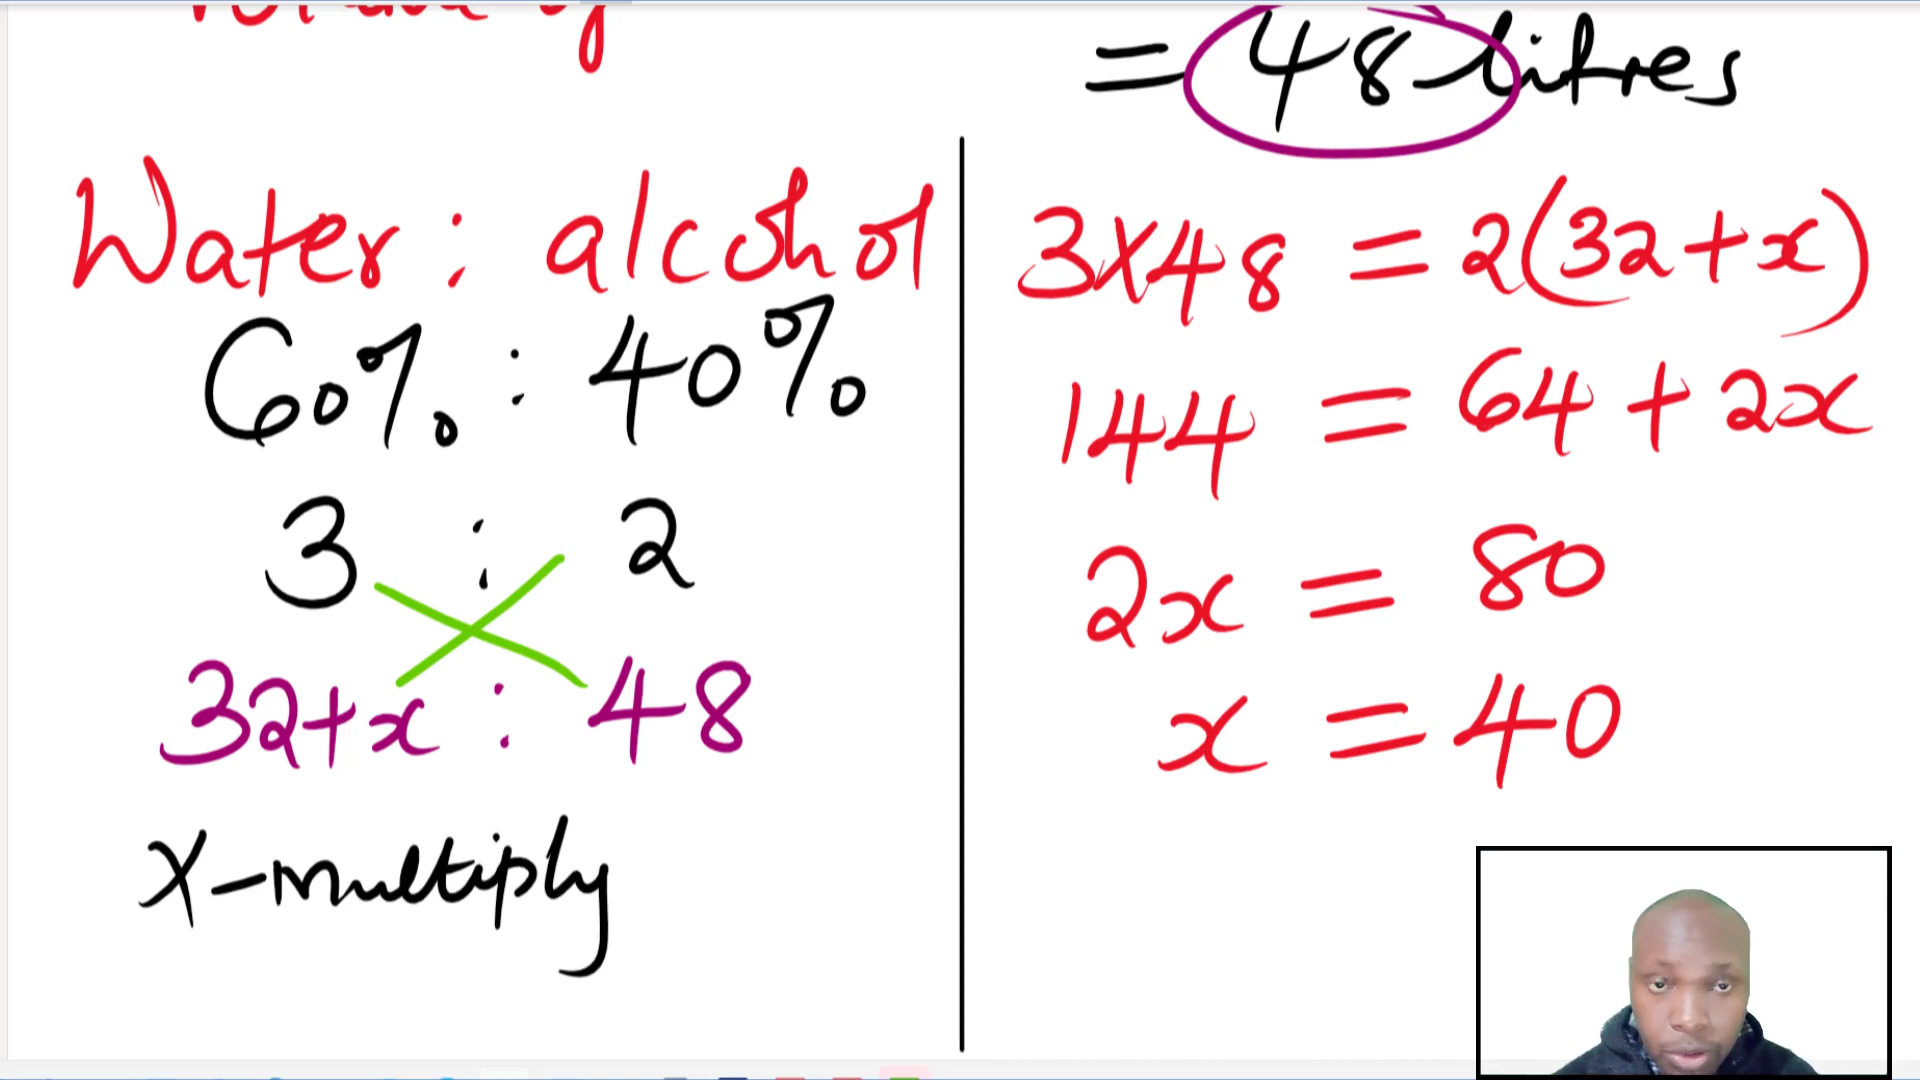 = 48 litres
Water : alcohol
60% : 40%
3 : 2
32+x : 48
X-multiply
3X48 = 2(32+x)
144 = 64 + 2x
2x = 80
x = 40